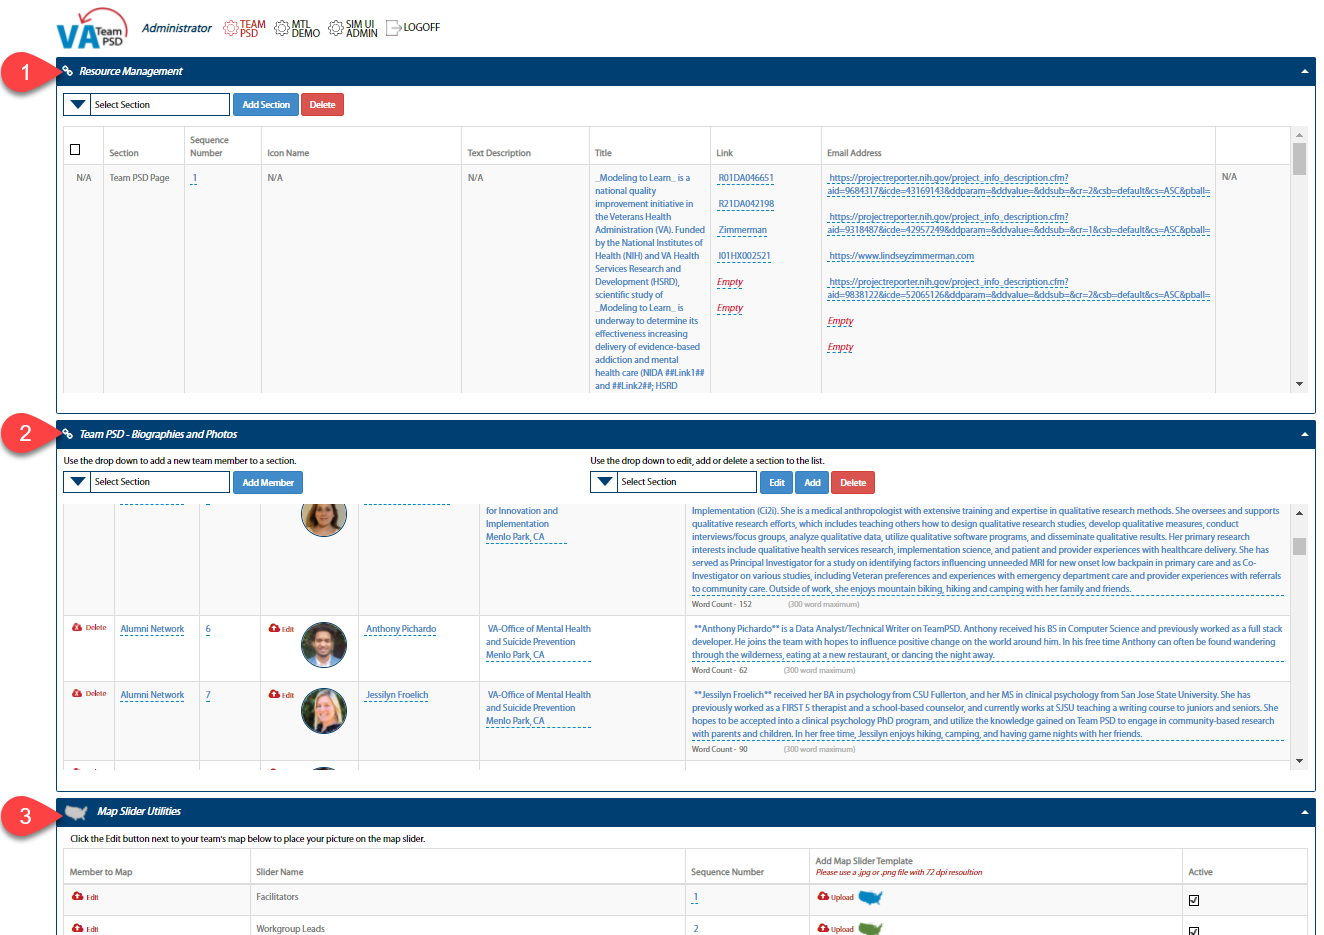 VA Team PSD
Administrator
TEAM PSD
MTL DEMO
SIM UI ADMIN
LOGOFF
1
Resource Management
Select Section
Add Section
Delete
Section
Sequence Number
Icon Name
Text Description
Title
Link
Email Address
N/A
Team PSD Page
1
N/A
N/A
_Modeling to Learn_ is a
national quality
improvement initiative in
the Veterans Health
Administration (VA). Funded
by the National Institutes of
Health (NIH) and VA Health
Services Research and
Development (HSRD),
scientific study of
_Modeling to Learn_ is
underway to determine its
effectiveness increasing
delivery of evidence-based
addiction and mental
health care (NIDA ##Link1##
and ##Link2##; HSRD
R01DA046651
R21DA042198
Zimmerman
I01HX002521
Empty
Empty
https://projectreporter.nih.gov/project_info_description.cfm?
aid=9684317&icde=43169143&ddparam=&ddvalue=&ddsub=&cr=2&csb=default&cs=ASC&pball=
https://projectreporter.nih.gov/project_info_description.cfm?
aid=9318487&icde=42957249&ddparam=&ddvalue=&ddsub=&cr=1&csb=default&cs=ASC&pball=
https://www.lindseyzimmerman.com
https://projectreporter.nih.gov/project_info_description.cfm?
aid=9838122&icde=52065126&ddparam=&ddvalue=&ddsub=&cr=2&csb=default&cs=ASC&pball=
Empty
Empty
N/A
2
Team PSD - Biographies and Photos
Use the drop down to add a new team member to a section.
Select Section
Add Member
Use the drop down to edit, add or delete a section to the list.
Select Section
Edit
Add
Delete
for Innovation and
Implementation
Menlo Park, CA
Implementation (Ci2i). She is a medical anthropologist with extensive training and expertise in qualitative research methods. She oversees and supports
qualitative research efforts, which includes teaching others how to design qualitative research studies, develop qualitative measures, conduct
interviews/focus groups, analyze qualitative data, utilize qualitative software programs, and disseminate qualitative results. Her primary research
interests include qualitative health services research, implementation science, and patient and provider experiences with healthcare delivery. She has
served as Principal Investigator for a study on identifying factors influencing unneeded MRI for new onset low backpain in primary care and as Co-
Investigator on various studies, including Veteran preferences and experiences with emergency department care and provider experiences with referrals
to community care. Outside of work, she enjoys mountain biking, hiking and camping with her family and friends.
Word Count - 152 (300 word maximum)
Delete
Alumni Network
6
Edit
Anthony Pichardo
VA-Office of Mental Health
and Suicide Prevention
Menlo Park, CA
**Anthony Pichardo** is a Data Analyst/Technical Writer on TeamPSD. Anthony received his BS in Computer Science and previously worked as a full stack
developer. He joins the team with hopes to influence positive change on the world around him. In his free time Anthony can often be found wandering
through the wilderness, eating at a new restaurant, or dancing the night away.
Word Count - 62 (300 word maximum)
Delete
Alumni Network
7
Edit
Jessilyn Froelich
VA-Office of Mental Health
and Suicide Prevention
Menlo Park, CA
**Jessilyn Froelich** received her BA in psychology from CSU Fullerton, and her MS in clinical psychology from San Jose State University. She has
previously worked as a FIRST 5 therapist and a school-based counselor, and currently works at SJSU teaching a writing course to juniors and seniors. She
hopes to be accepted into a clinical psychology PhD program, and utilize the knowledge gained on Team PSD to engage in community-based research
with parents and children. In her free time, Jessilyn enjoys hiking, camping, and having game nights with her friends.
Word Count - 90 (300 word maximum)
3
Map Slider Utilities
Click the Edit button next to your team's map below to place your picture on the map slider.
Member to Map
Slider Name
Sequence Number
Add Map Slider Template
Please use a .jpg or .png file with 72 dpi resoultion
Active
Edit
Facilitators
1
Upload
Edit
Workgroup Leads
2
Upload